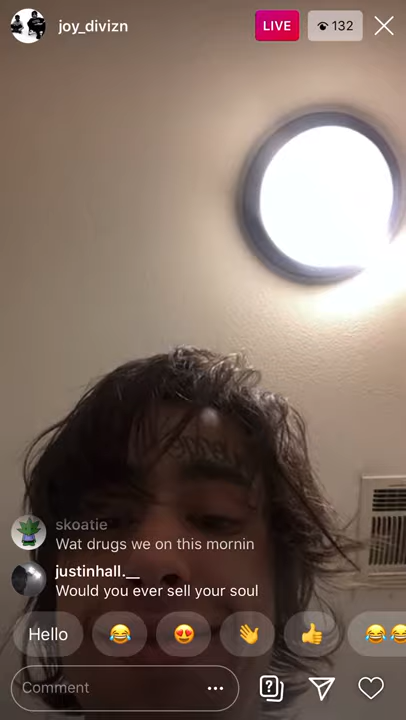 joy_divizn
LIVE
132
skoatie
Wat drugs we on this mornin
justinhall.__
Would you ever sell your soul
Hello
Comment